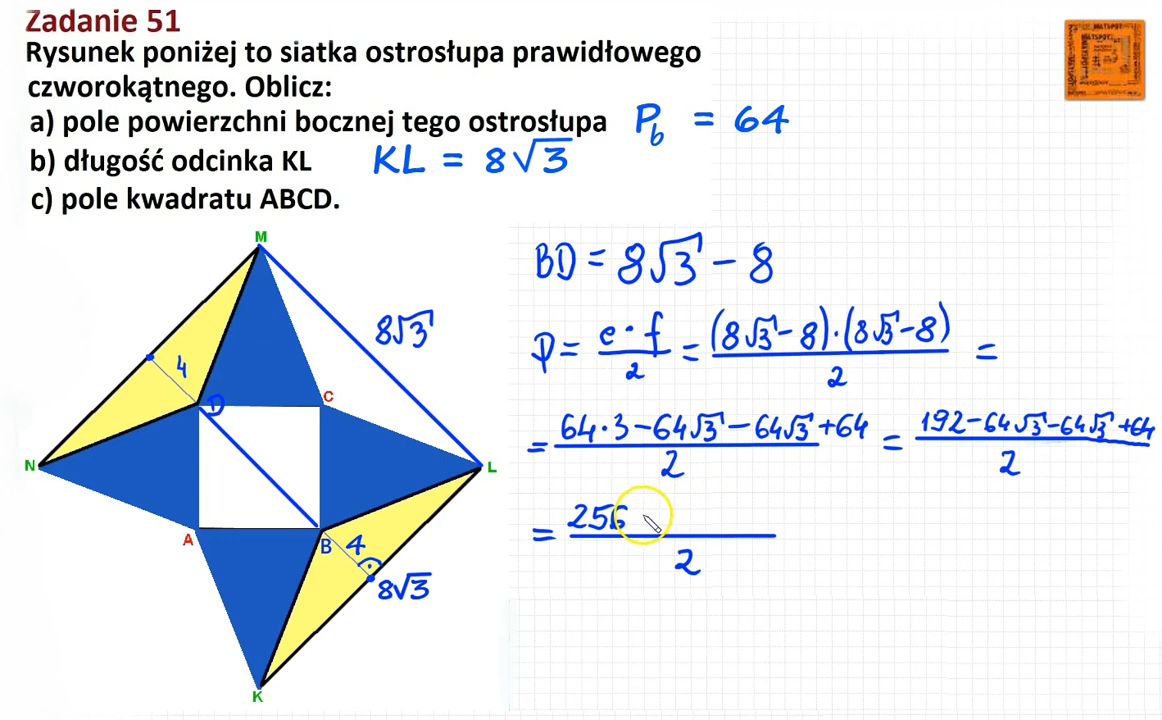 Zadanie 51
Rysunek poniżej to siatka ostrosłupa prawidłowego
czworokątnego. Oblicz:
a) pole powierzchni bocznej tego ostrosłupa P_b = 64
b) długość odcinka KL KL = 8√3
c) pole kwadratu ABCD.
MATSPOT
M
8√3
4
D
C
N
L
A
B
4
8√3
K
BD = 8√3 - 8
P = e·f/2 = (8√3-8)·(8√3-8)/2 =
= 64·3-64√3-64√3+64/2 = 192-64√3-64√3+64/2
= 256/2